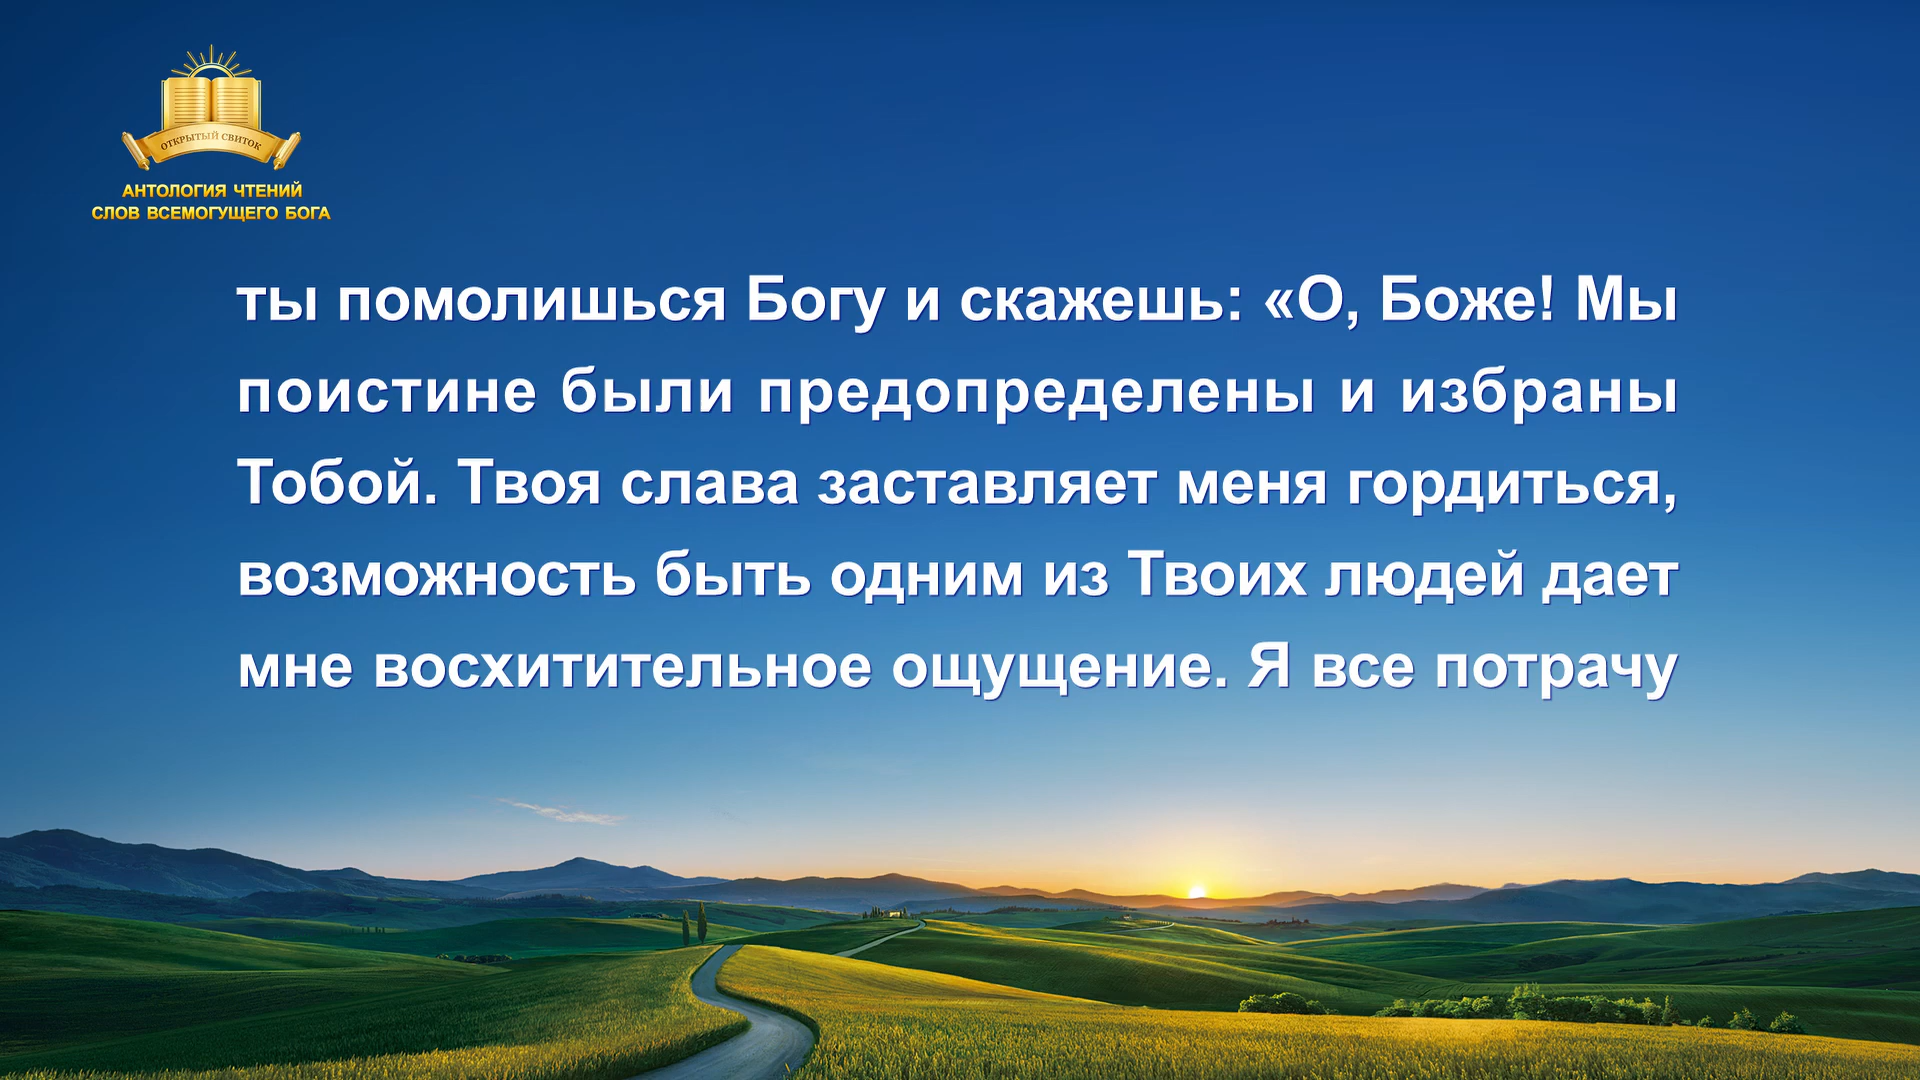 ОТКРЫТЫЙ СВИТОК
АНТОЛОГИЯ ЧТЕНИЙ
СЛОВ ВСЕМОГУЩЕГО БОГА
ты помолишься Богу и скажешь: «О, Боже! Мы
поистине были предопределены и избраны
Тобой. Твоя слава заставляет меня гордиться,
возможность быть одним из Твоих людей дает
мне восхитительное ощущение. Я все потрачу